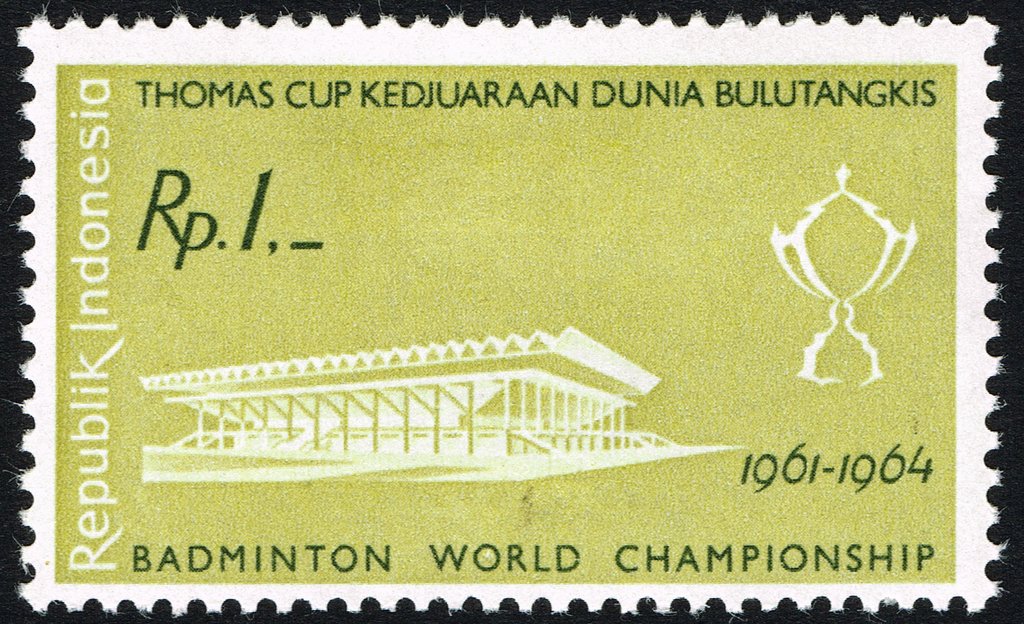 THOMAS CUP KEDJUARAAN DUNIA BULUTANGKIS
Republik Indonesia
Rp. 1,–
1961-1964
BADMINTON WORLD CHAMPIONSHIP